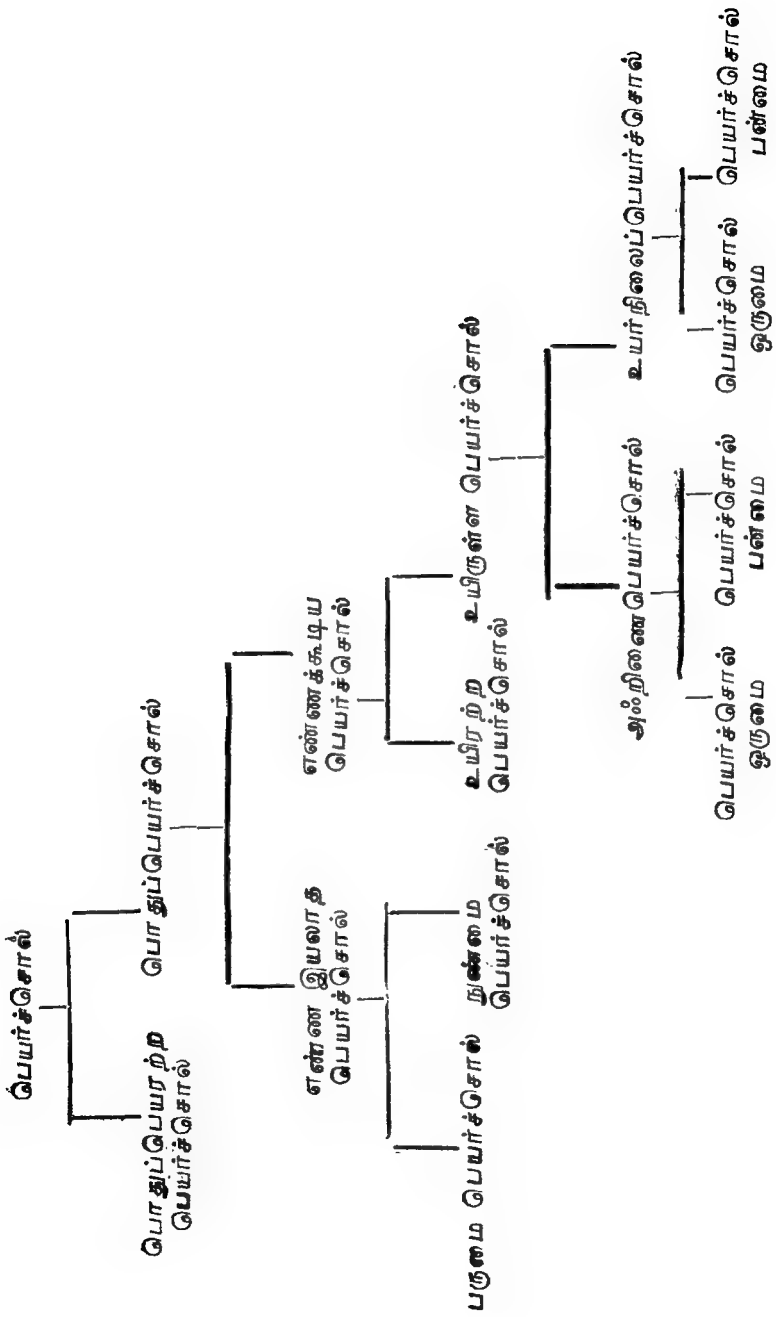 பெயர்ச்சொல்
பொதுப்பெயரற்ற
பெயர்ச்சொல்
பொதுப்பெயர்ச்சொல்
எண்ண இயலாத
பெயர்ச்சொல்
எண்ணக்கூடிய
பெயர்ச்சொல்
பருமை பெயர்ச்சொல்
நுண்மை
பெயர்ச்சொல்
உயிரற்ற
பெயர்ச்சொல்
உயிருள்ள பெயர்ச்சொல்
அஃறிணைபெயர்ச்சொல்
உயர்நிலைப்பெயர்ச்சொல்
பெயர்ச்சொல்
ஒருமை
பெயர்ச்சொல்
பன்மை
பெயர்ச்சொல்
ஒருமை
பெயர்ச்சொல்
பன்மை